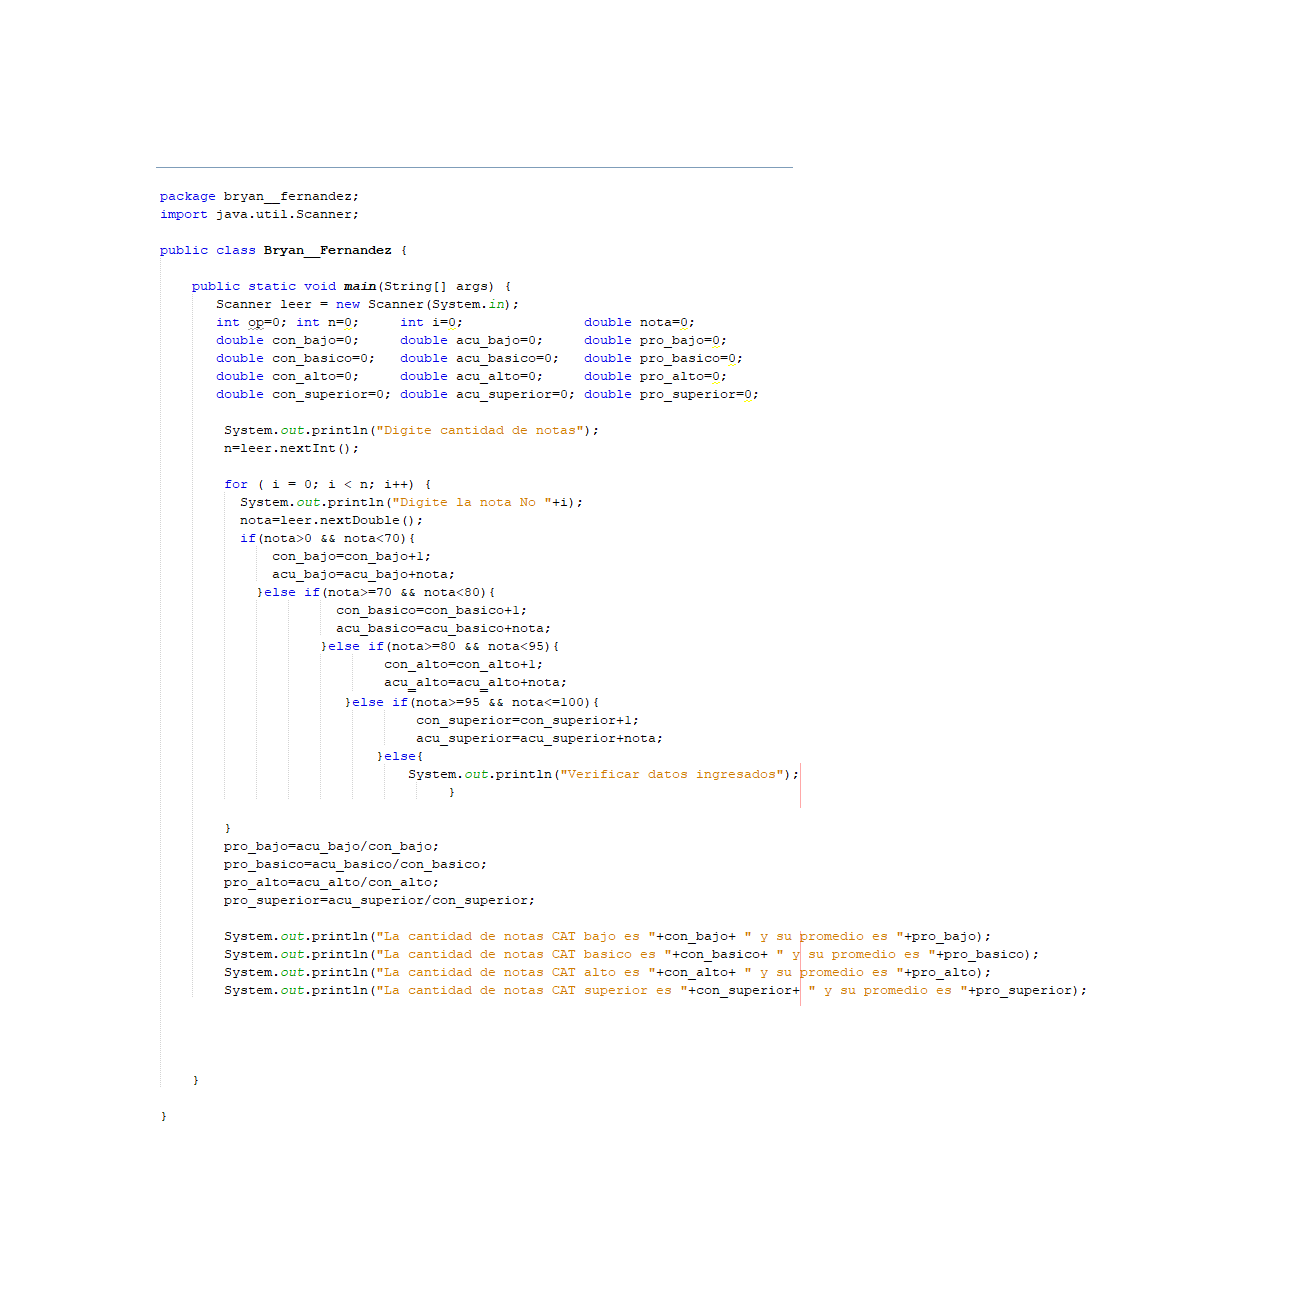 package bryan__fernandez;
import java.util.Scanner;
public class Bryan__Fernandez {
public static void main(String[] args) {
Scanner leer = new Scanner(System.in);
int op=0; int n=0; int i=0; double nota=0;
double con_bajo=0; double acu_bajo=0; double pro_bajo=0;
double con_basico=0; double acu_basico=0; double pro_basico=0;
double con_alto=0; double acu_alto=0; double pro_alto=0;
double con_superior=0; double acu_superior=0; double pro_superior=0;
System.out.println("Digite cantidad de notas");
n=leer.nextInt();
for ( i = 0; i < n; i++) {
System.out.println("Digite la nota No "+i);
nota=leer.nextDouble();
if(nota>0 && nota<70){
con_bajo=con_bajo+1;
acu_bajo=acu_bajo+nota;
}else if(nota>=70 && nota<80){
con_basico=con_basico+1;
acu_basico=acu_basico+nota;
}else if(nota>=80 && nota<95){
con_alto=con_alto+1;
acu_alto=acu_alto+nota;
}else if(nota>=95 && nota<=100){
con_superior=con_superior+1;
acu_superior=acu_superior+nota;
}else{
System.out.println("Verificar datos ingresados");
}
}
pro_bajo=acu_bajo/con_bajo;
pro_basico=acu_basico/con_basico;
pro_alto=acu_alto/con_alto;
pro_superior=acu_superior/con_superior;
System.out.println("La cantidad de notas CAT bajo es "+con_bajo+ " y su promedio es "+pro_bajo);
System.out.println("La cantidad de notas CAT basico es "+con_basico+ " y su promedio es "+pro_basico);
System.out.println("La cantidad de notas CAT alto es "+con_alto+ " y su promedio es "+pro_alto);
System.out.println("La cantidad de notas CAT superior es "+con_superior+ " y su promedio es "+pro_superior);
}
}